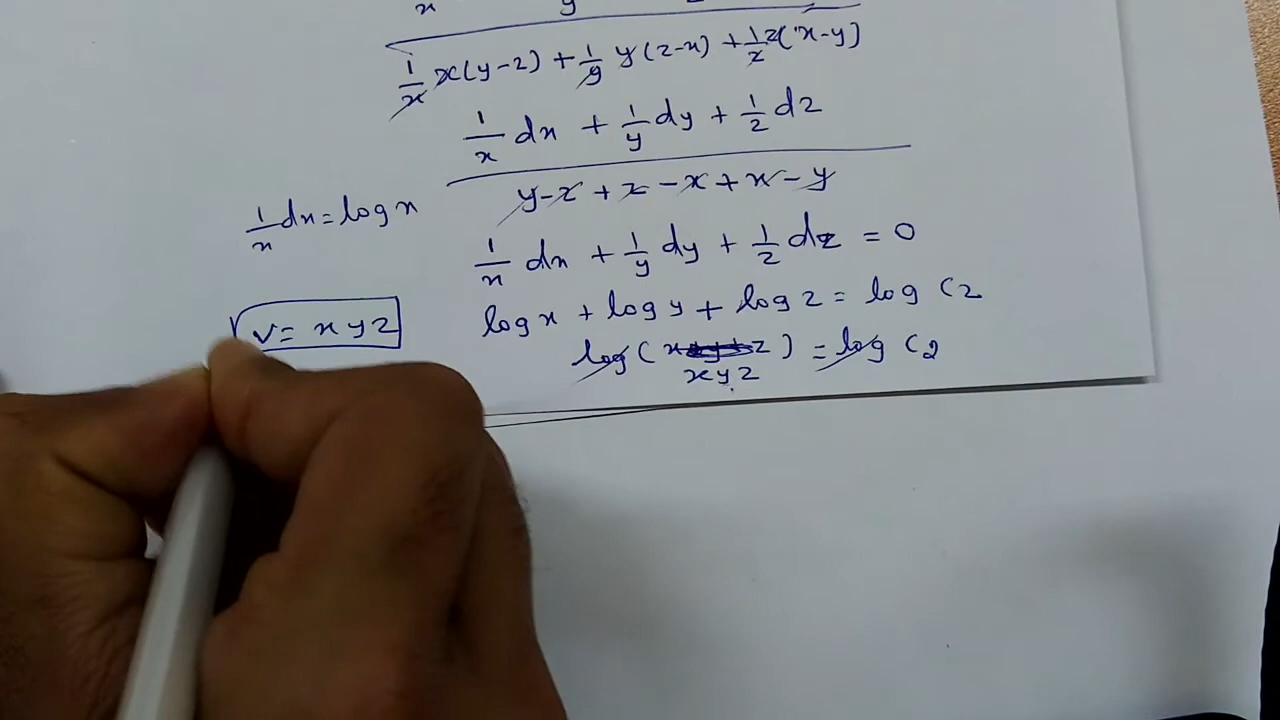 x y z
1/x x(y-z) + 1/y y(z-x) + 1/z z(x-y)
1/x dx + 1/y dy + 1/z dz
y-z + z-x + x-y
1/x dx = log x
1/x dx + 1/y dy + 1/z dz = 0
log x + log y + log z = log C2
v = xyz
log (x z) = log C2
xyz